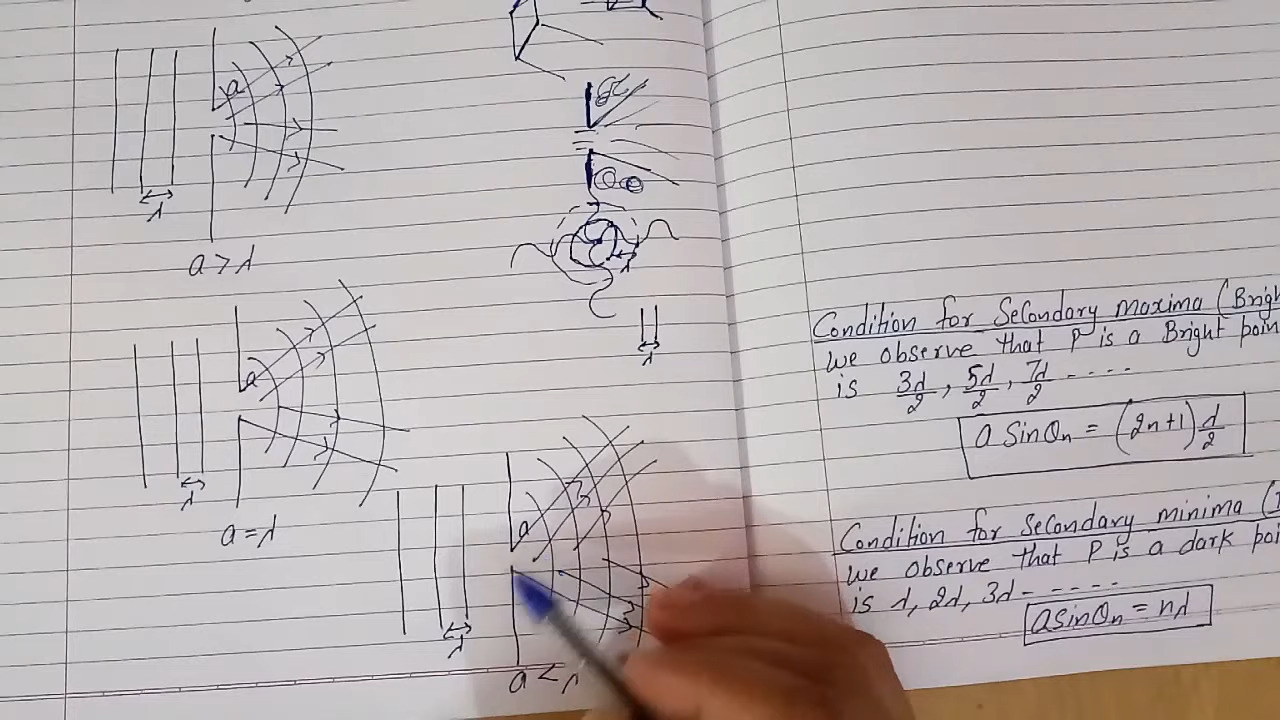 a
λ
a > λ
a
λ
a = λ
λ
λ
a
λ
a < λ
Condition for Secondary Maxima (Brigh
we observe that P is a Bright poin
is 3λ/2, 5λ/2, 7λ/2 - - - -
a Sin θn = (2n+1) λ/2
Condition for Secondary minima (
we observe that P is a dark poi
is λ, 2λ, 3λ - - - - -
a sin θn = nλ